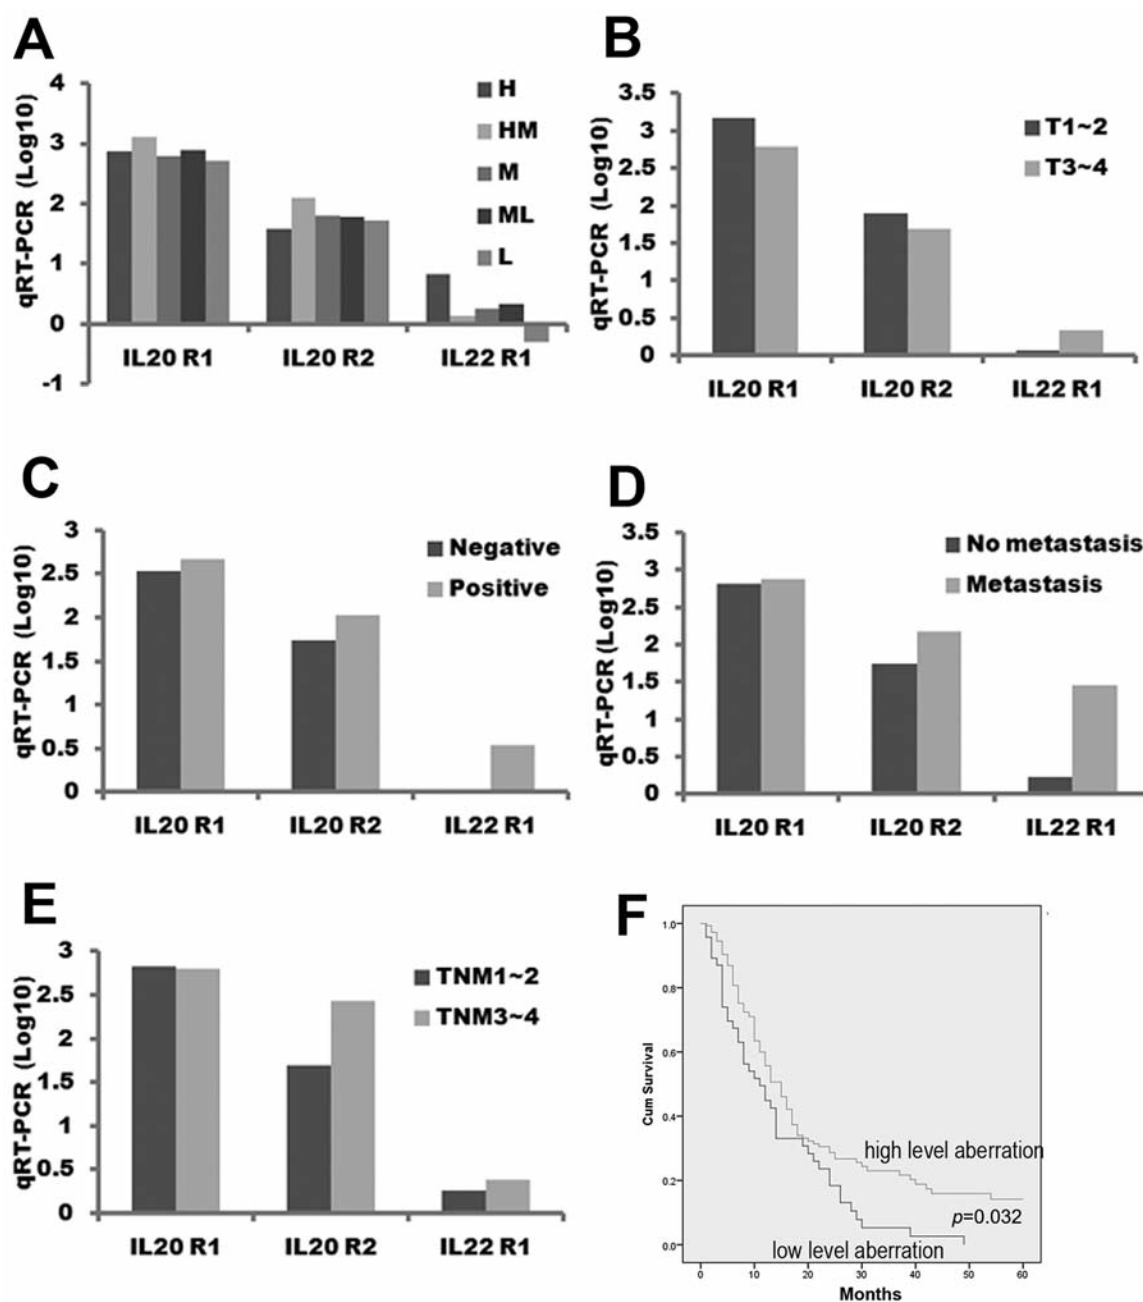 A
qRT-PCR (Log10)
4
3
2
1
0
-1
H
HM
M
ML
L
IL20 R1
IL20 R2
IL22 R1
B
qRT-PCR (Log10)
3.5
3
2.5
2
1.5
1
0.5
0
T1~2
T3~4
IL20 R1
IL20 R2
IL22 R1
C
qRT-PCR (Log10)
3
2.5
2
1.5
1
0.5
0
Negative
Positive
IL20 R1
IL20 R2
IL22 R1
D
qRT-PCR (Log10)
3.5
3
2.5
2
1.5
1
0.5
0
No metastasis
Metastasis
IL20 R1
IL20 R2
IL22 R1
E
qRT-PCR (Log10)
3
2.5
2
1.5
1
0.5
0
TNM1~2
TNM3~4
IL20 R1
IL20 R2
IL22 R1
F
Cum Survival
1.0
0.8
0.6
0.4
0.2
0.0
high level aberration
p=0.032
low level aberration
0
10
20
30
40
50
60
Months